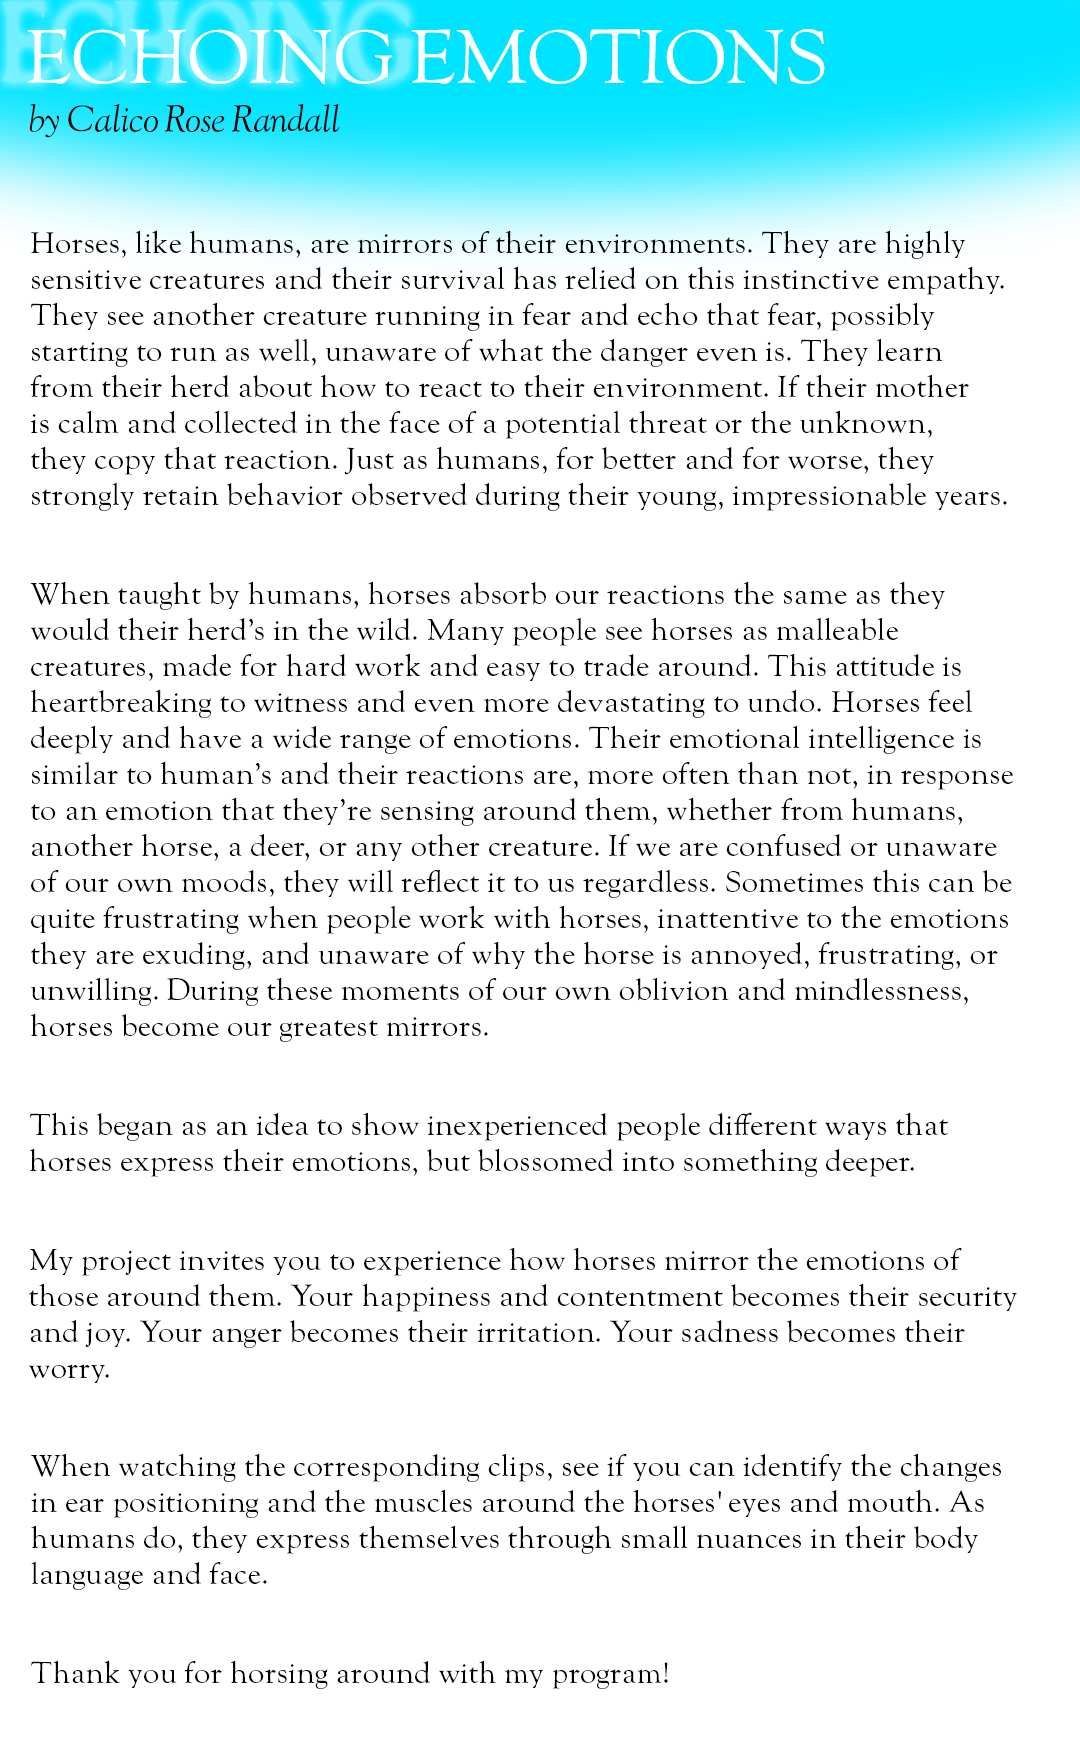 ECHOING
ECHOING EMOTIONS
by Calico Rose Randall
Horses, like humans, are mirrors of their environments. They are highly
sensitive creatures and their survival has relied on this instinctive empathy.
They see another creature running in fear and echo that fear, possibly
starting to run as well, unaware of what the danger even is. They learn
from their herd about how to react to their environment. If their mother
is calm and collected in the face of a potential threat or the unknown,
they copy that reaction. Just as humans, for better and for worse, they
strongly retain behavior observed during their young, impressionable years.
When taught by humans, horses absorb our reactions the same as they
would their herd’s in the wild. Many people see horses as malleable
creatures, made for hard work and easy to trade around. This attitude is
heartbreaking to witness and even more devastating to undo. Horses feel
deeply and have a wide range of emotions. Their emotional intelligence is
similar to human’s and their reactions are, more often than not, in response
to an emotion that they’re sensing around them, whether from humans,
another horse, a deer, or any other creature. If we are confused or unaware
of our own moods, they will reflect it to us regardless. Sometimes this can be
quite frustrating when people work with horses, inattentive to the emotions
they are exuding, and unaware of why the horse is annoyed, frustrating, or
unwilling. During these moments of our own oblivion and mindlessness,
horses become our greatest mirrors.
This began as an idea to show inexperienced people different ways that
horses express their emotions, but blossomed into something deeper.
My project invites you to experience how horses mirror the emotions of
those around them. Your happiness and contentment becomes their security
and joy. Your anger becomes their irritation. Your sadness becomes their
worry.
When watching the corresponding clips, see if you can identify the changes
in ear positioning and the muscles around the horses' eyes and mouth. As
humans do, they express themselves through small nuances in their body
language and face.
Thank you for horsing around with my program!